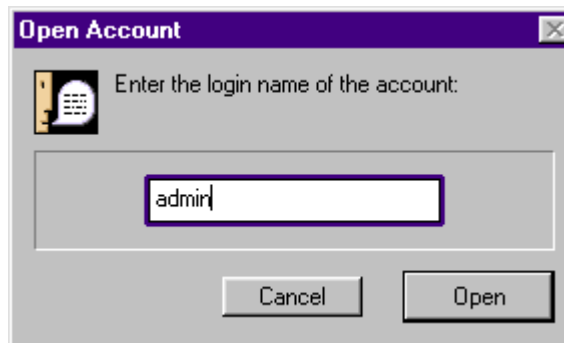 Open Account
Enter the login name of the account:
admin
Cancel
Open